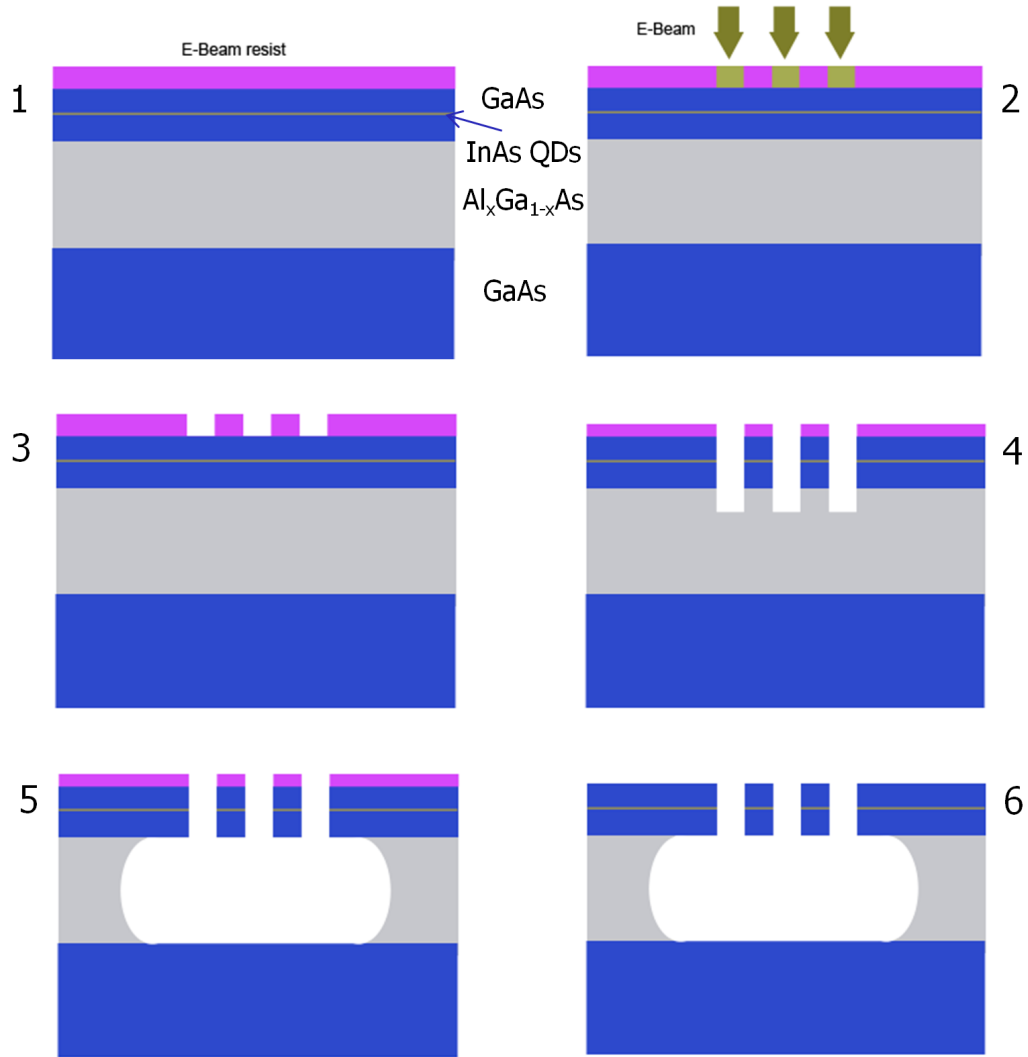 E-Beam resist
E-Beam
1
GaAs
2
InAs QDs
AlₓGa₁₋ₓAs
GaAs
3
4
5
6